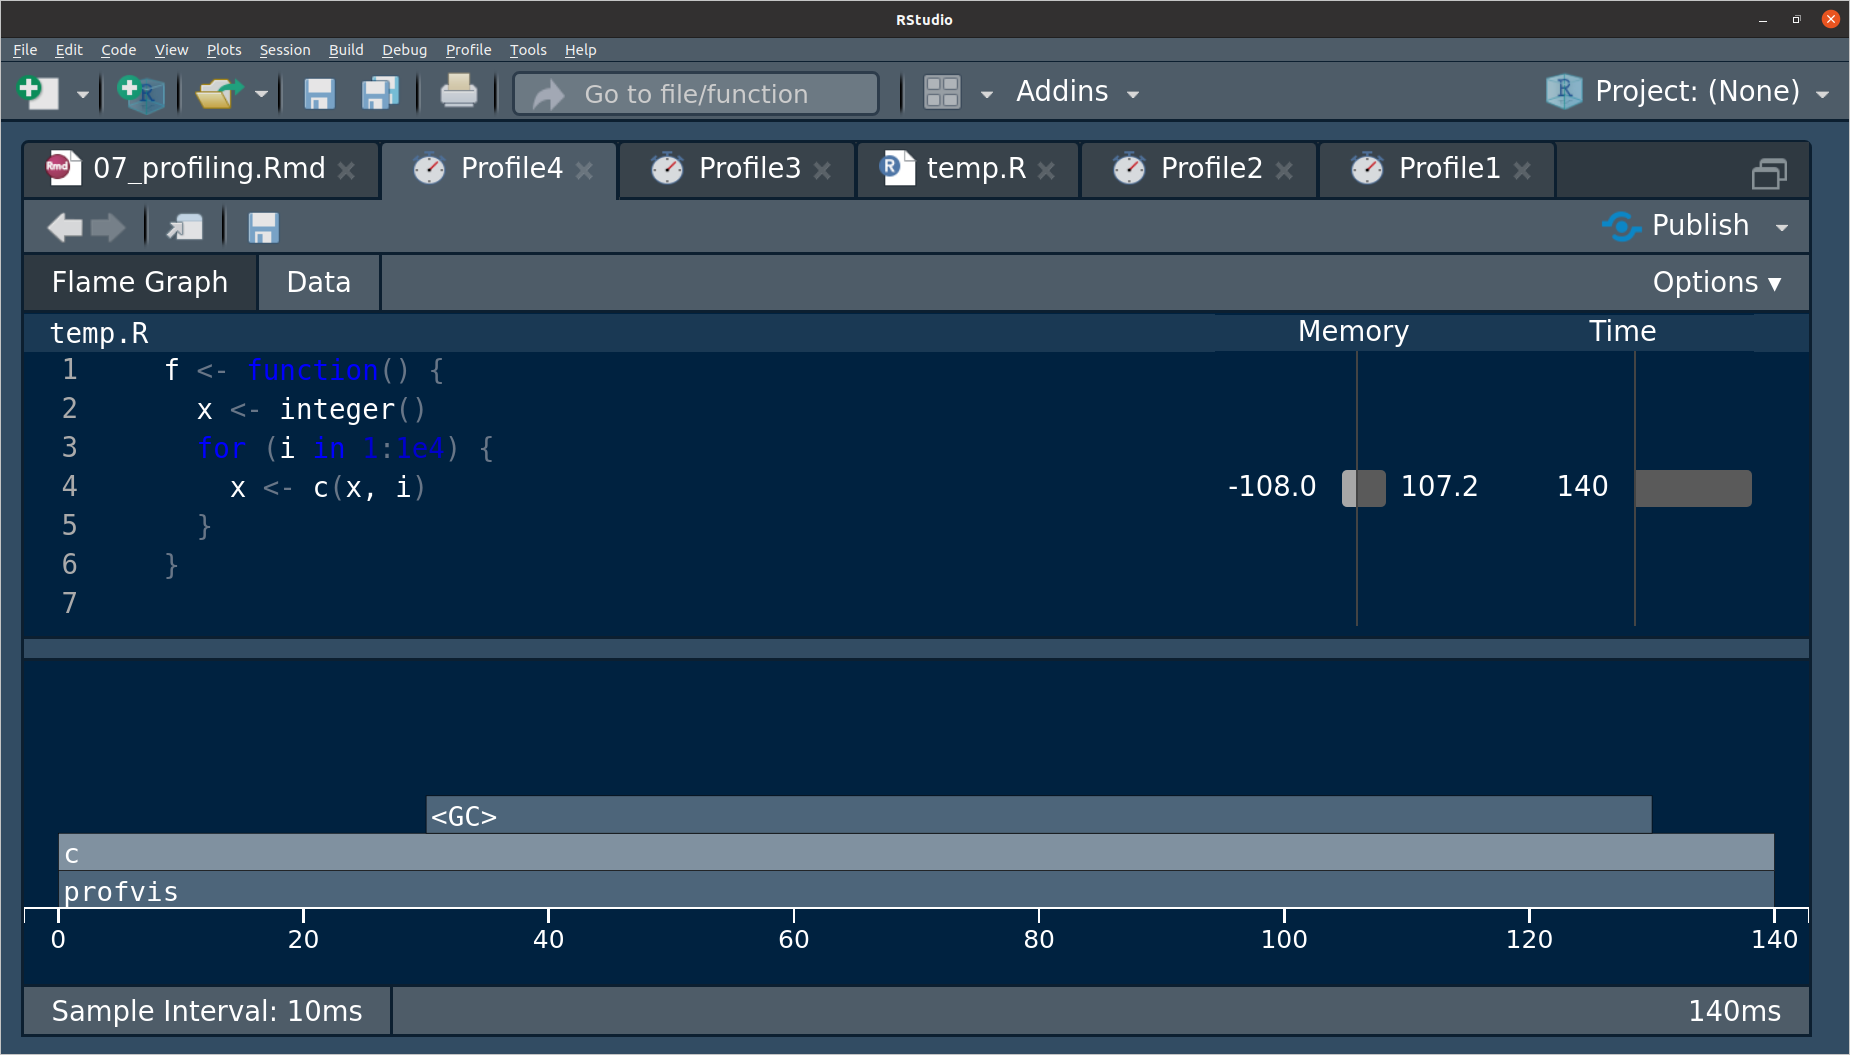 RStudio
File Edit Code View Plots Session Build Debug Profile Tools Help
R Go to file/function Addins R Project: (None)
Rmd 07_profiling.Rmd Profile4 Profile3 R temp.R Profile2 Profile1
Publish
Flame Graph Data Options ▾
temp.R Memory Time
1 f <- function() {
2 x <- integer()
3 for (i in 1:1e4) {
4 x <- c(x, i) -108.0 107.2 140
5 }
6 }
7
<GC>
c
profvis
0 20 40 60 80 100 120 140
Sample Interval: 10ms 140ms